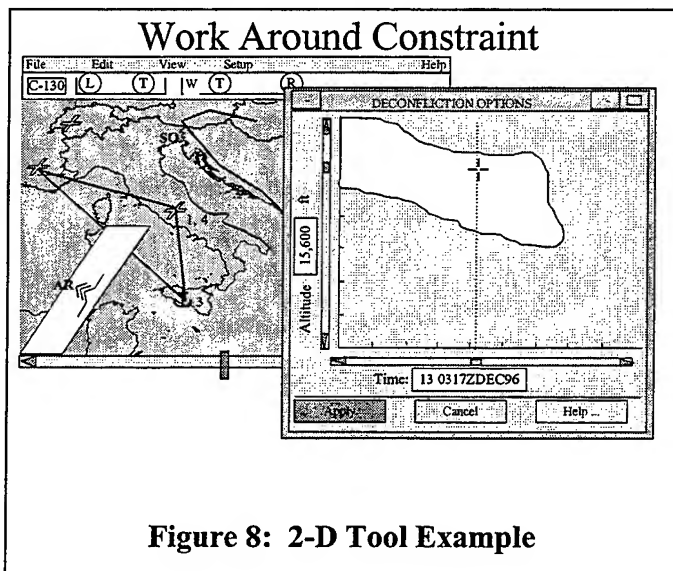 Work Around Constraint
File Edit View Setup Help
C-130 L T W T R
DECONFLICTION OPTIONS
SO
1, 4
AR
3
Altitude 15,600 ft
Time: 13 0317ZDEC96
Apply Cancel Help ...
Figure 8: 2-D Tool Example